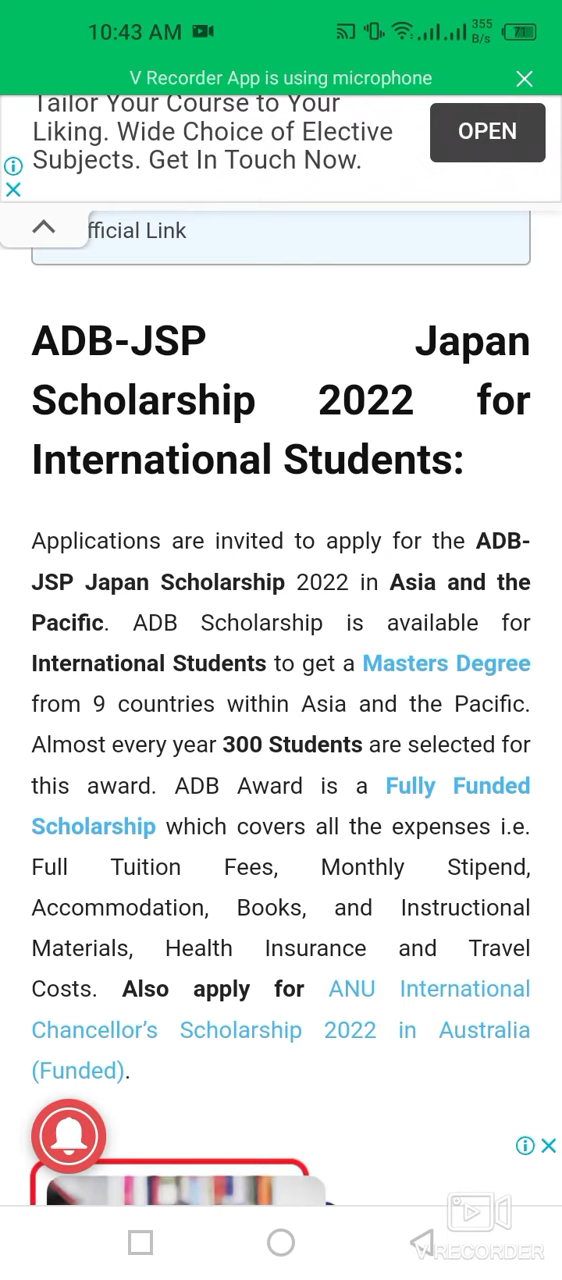 10:43 AM
355
B/s
71
V Recorder App is using microphone
Tailor Your Course to Your
Liking. Wide Choice of Elective
Subjects. Get In Touch Now.
OPEN
fficial Link
ADB-JSP Japan
Scholarship 2022 for
International Students:
Applications are invited to apply for the ADB-
JSP Japan Scholarship 2022 in Asia and the
Pacific. ADB Scholarship is available for
International Students to get a Masters Degree
from 9 countries within Asia and the Pacific.
Almost every year 300 Students are selected for
this award. ADB Award is a Fully Funded
Scholarship which covers all the expenses i.e.
Full Tuition Fees, Monthly Stipend,
Accommodation, Books, and Instructional
Materials, Health Insurance and Travel
Costs. Also apply for ANU International
Chancellor's Scholarship 2022 in Australia
(Funded).
VRECORDER